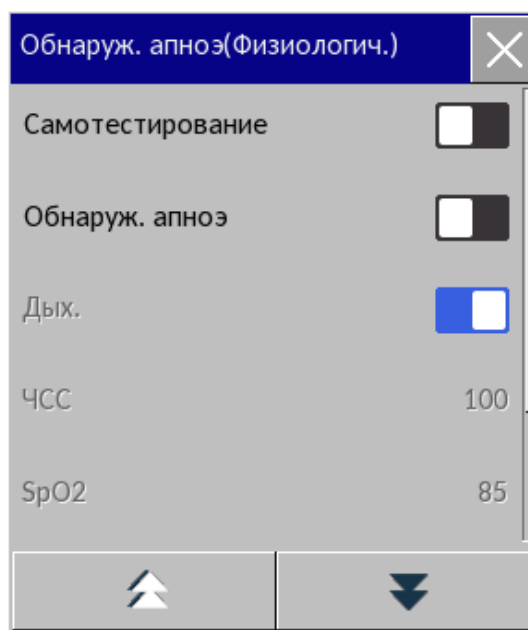 Обнаруж. апноэ(Физиологич.)
Самотестирование
Обнаруж. апноэ
Дых.
ЧСС 100
SpO2 85